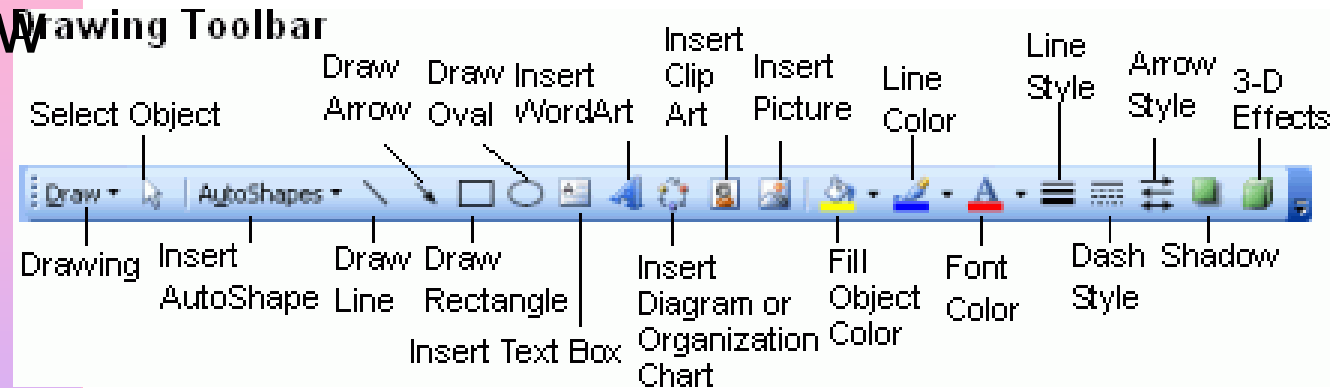 W
Drawing Toolbar
Select Object
Draw
Arrow
Draw
Oval
Insert
WordArt
Insert
Clip
Art
Insert
Picture
Line
Color
Line
Style
Arrow
Style
3-D
Effects
Draw
AutoShapes
Drawing
Insert
AutoShape
Draw
Line
Draw
Rectangle
Insert Text Box
Insert
Diagram or
Organization
Chart
Fill
Object
Color
Font
Color
Dash
Style
Shadow